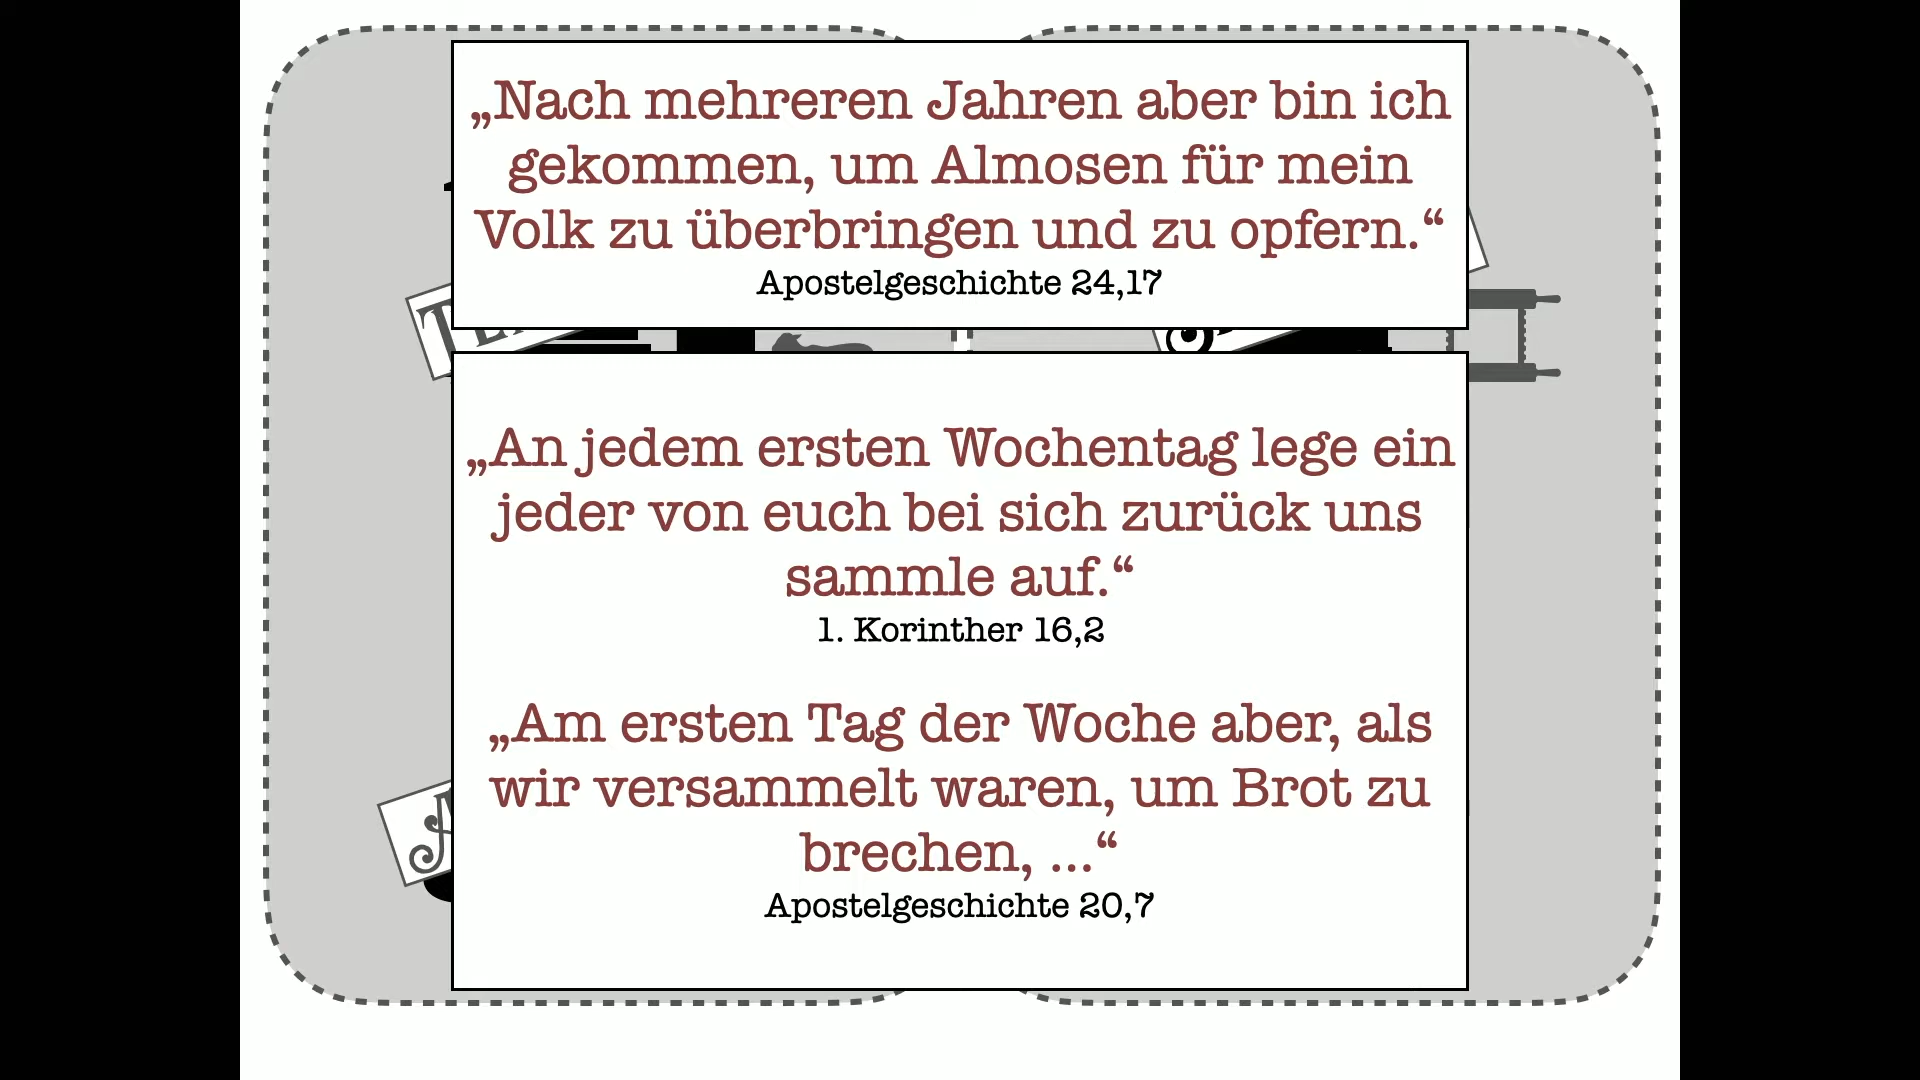 „Nach mehreren Jahren aber bin ich
gekommen, um Almosen für mein
Volk zu überbringen und zu opfern.“
Apostelgeschichte 24,17
„An jedem ersten Wochentag lege ein
jeder von euch bei sich zurück uns
sammle auf.“
1. Korinther 16,2
„Am ersten Tag der Woche aber, als
wir versammelt waren, um Brot zu
brechen, ...“
Apostelgeschichte 20,7